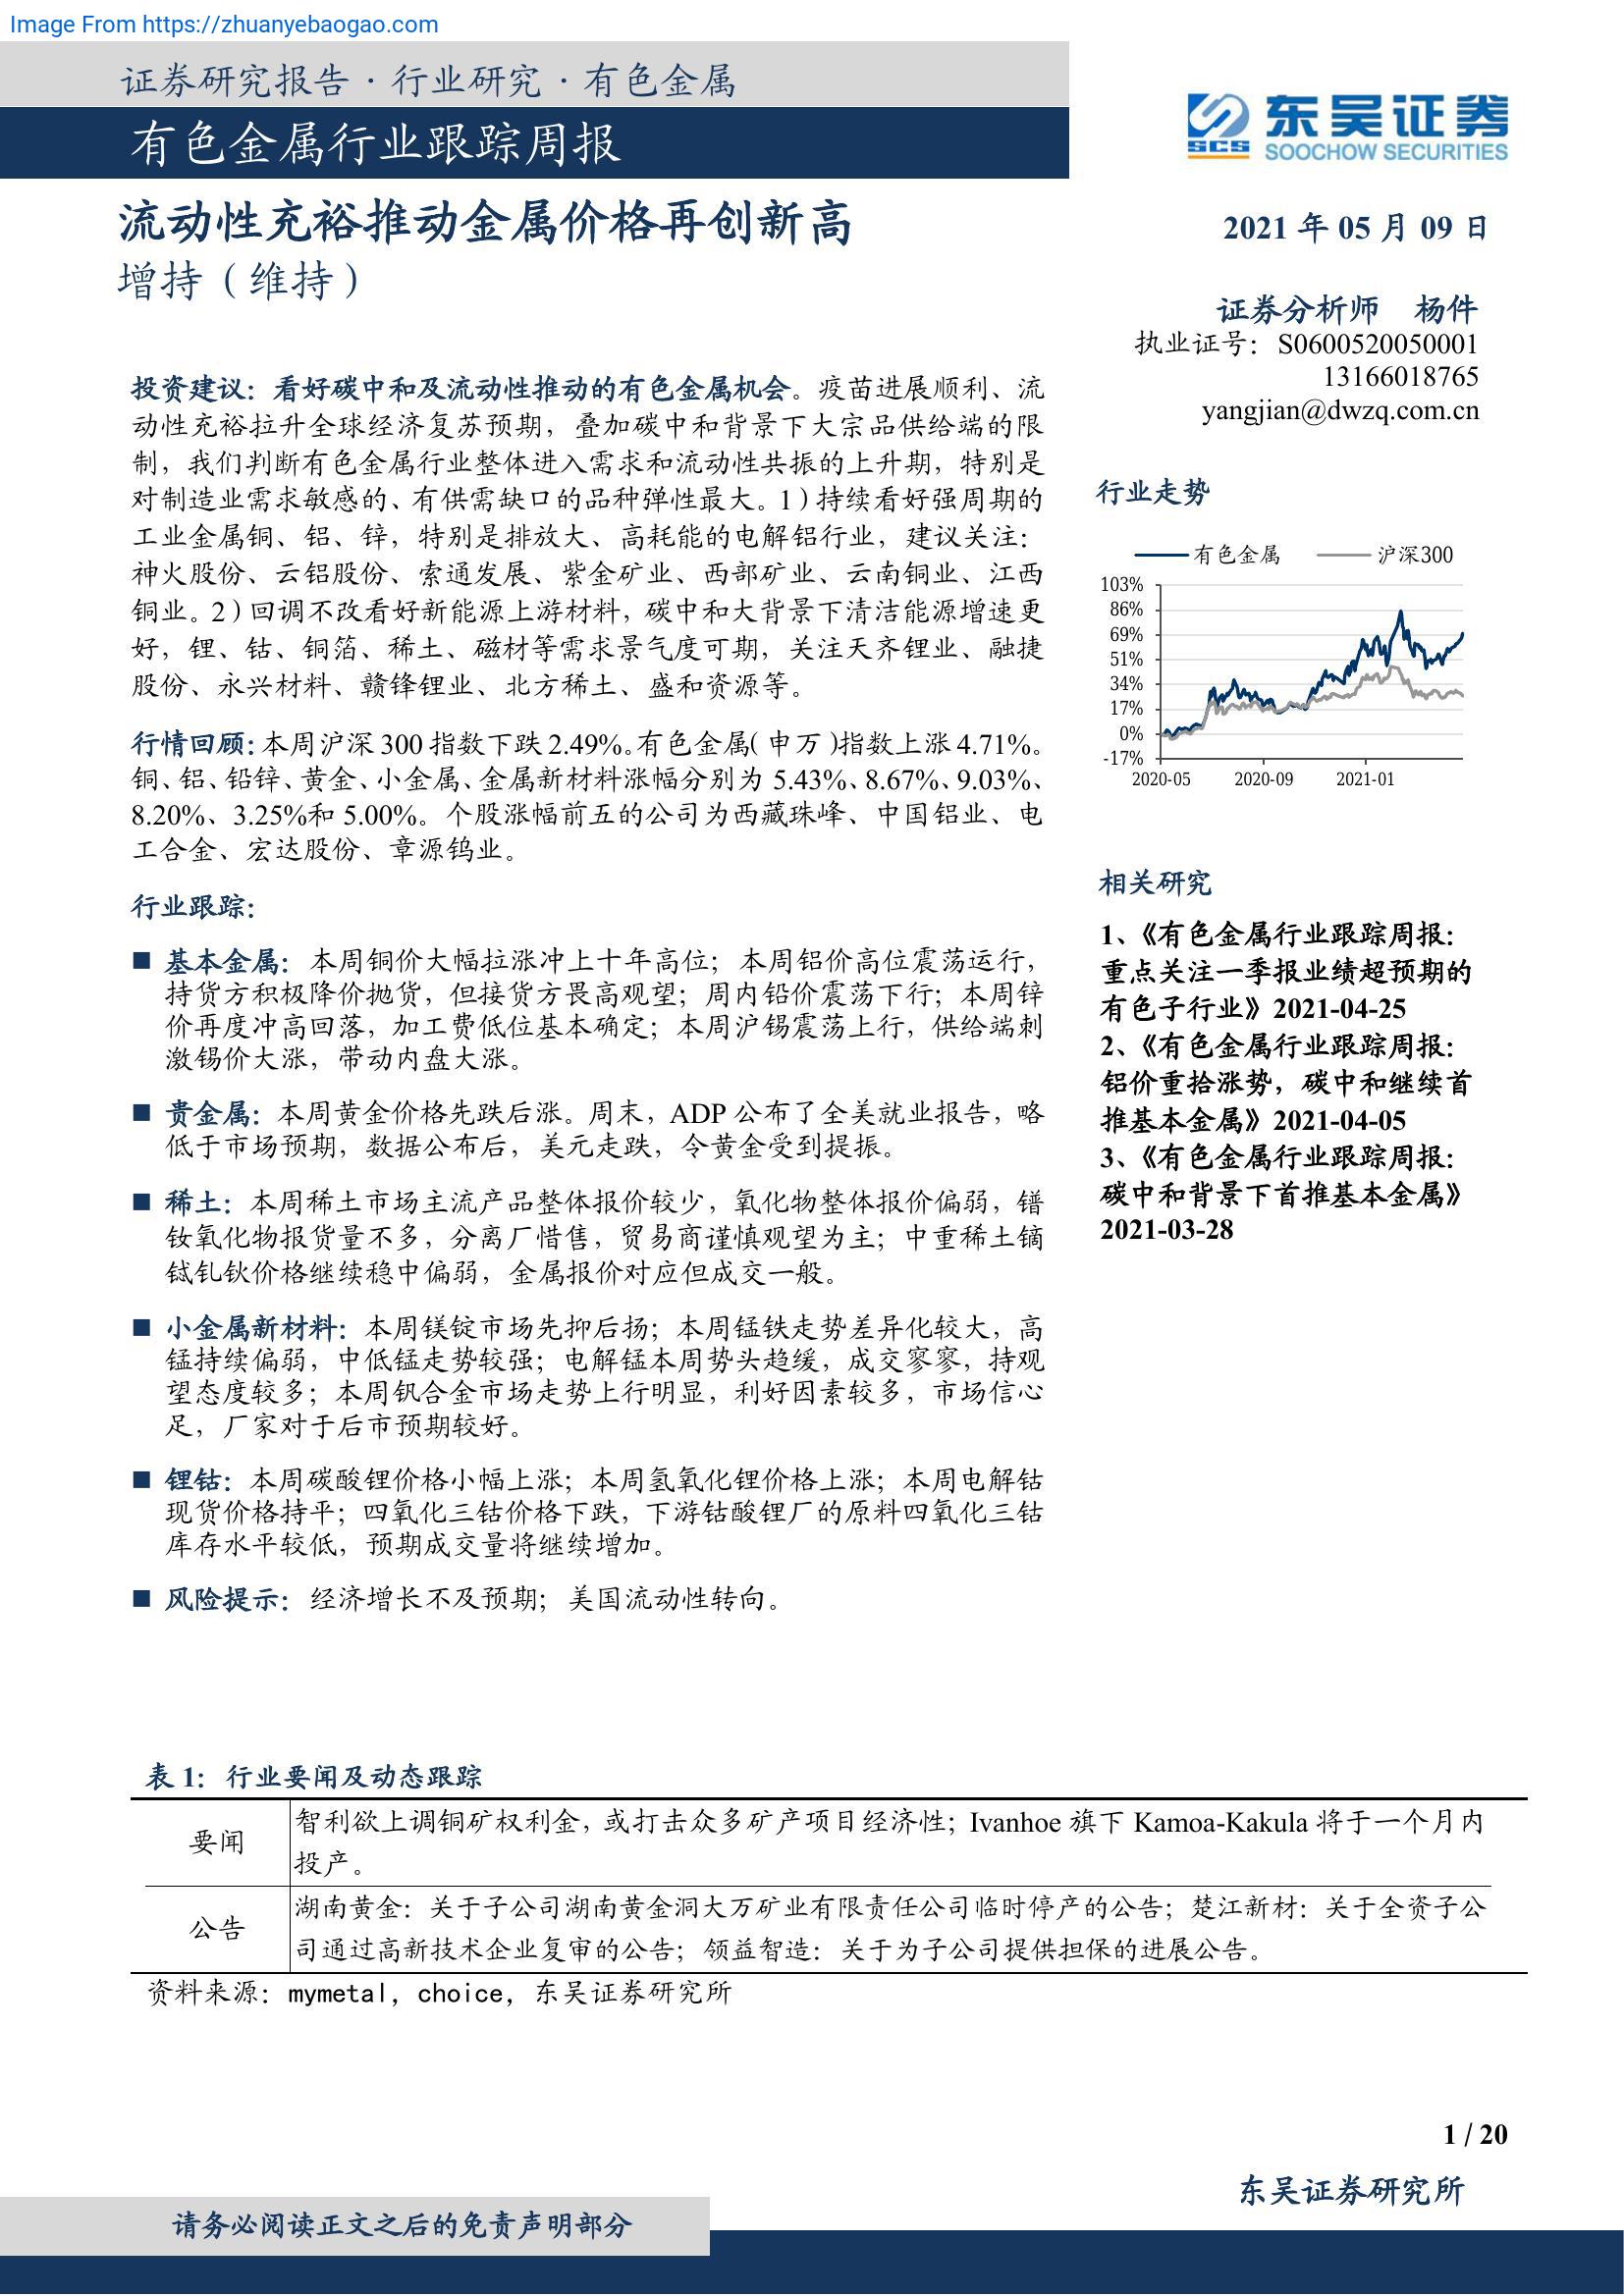 Image From https://zhuanyebaogao.com
证券研究报告·行业研究·有色金属
有色金属行业跟踪周报
东吴证券
SCS SOOCHOW SECURITIES
流动性充裕推动金属价格再创新高
增持（维持）
2021 年 05 月 09 日
证券分析师 杨件
执业证号：S0600520050001
13166018765
yangjian@dwzq.com.cn
投资建议：看好碳中和及流动性推动的有色金属机会。疫苗进展顺利、流
动性充裕拉升全球经济复苏预期，叠加碳中和背景下大宗品供给端的限
制，我们判断有色金属行业整体进入需求和流动性共振的上升期，特别是
对制造业需求敏感的、有供需缺口的品种弹性最大。1）持续看好强周期的
工业金属铜、铝、锌，特别是排放大、高耗能的电解铝行业，建议关注：
神火股份、云铝股份、索通发展、紫金矿业、西部矿业、云南铜业、江西
铜业。2）回调不改看好新能源上游材料，碳中和大背景下清洁能源增速更
好，锂、钴、铜箔、稀土、磁材等需求景气度可期，关注天齐锂业、融捷
股份、永兴材料、赣锋锂业、北方稀土、盛和资源等。
行情回顾：本周沪深 300 指数下跌 2.49%。有色金属（申万）指数上涨 4.71%。
铜、铝、铅锌、黄金、小金属、金属新材料涨幅分别为 5.43%、8.67%、9.03%、
8.20%、3.25%和 5.00%。个股涨幅前五的公司为西藏珠峰、中国铝业、电
工合金、宏达股份、章源钨业。
行业跟踪：
■ 基本金属：本周铜价大幅拉涨冲上十年高位；本周铝价高位震荡运行，
持货方积极降价抛货，但接货方畏高观望；周内铅价震荡下行；本周锌
价再度冲高回落，加工费低位基本确定；本周沪锡震荡上行，供给端刺
激锡价大涨，带动内盘大涨。
■ 贵金属：本周黄金价格先跌后涨。周末，ADP 公布了全美就业报告，略
低于市场预期，数据公布后，美元走跌，令黄金受到提振。
■ 稀土：本周稀土市场主流产品整体报价较少，氧化物整体报价偏弱，镨
钕氧化物报货量不多，分离厂惜售，贸易商谨慎观望为主；中重稀土镝
铽钆钬价格继续稳中偏弱，金属报价对应但成交一般。
■ 小金属新材料：本周镁锭市场先抑后扬；本周锰铁走势差异化较大，高
锰持续偏弱，中低锰走势较强；电解锰本周势头趋缓，成交寥寥，持观
望态度较多；本周钒合金市场走势上行明显，利好因素较多，市场信心
足，厂家对于后市预期较好。
■ 锂钴：本周碳酸锂价格小幅上涨；本周氢氧化锂价格上涨；本周电解钴
现货价格持平；四氧化三钴价格下跌，下游钴酸锂厂的原料四氧化三钴
库存水平较低，预期成交量将继续增加。
■ 风险提示：经济增长不及预期；美国流动性转向。
行业走势
有色金属 沪深300
103%
86%
69%
51%
34%
17%
0%
-17%
2020-05 2020-09 2021-01
相关研究
1、《有色金属行业跟踪周报：
重点关注一季报业绩超预期的
有色子行业》2021-04-25
2、《有色金属行业跟踪周报：
铝价重拾涨势，碳中和继续首
推基本金属》2021-04-05
3、《有色金属行业跟踪周报：
碳中和背景下首推基本金属》
2021-03-28
表 1：行业要闻及动态跟踪
要闻
智利欲上调铜矿权利金，或打击众多矿产项目经济性；Ivanhoe 旗下 Kamoa-Kakula 将于一个月内
投产。
公告
湖南黄金：关于子公司湖南黄金洞大万矿业有限责任公司临时停产的公告；楚江新材：关于全资子公
司通过高新技术企业复审的公告；领益智造：关于为子公司提供担保的进展公告。
资料来源：mymetal，choice，东吴证券研究所
1 / 20
东吴证券研究所
请务必阅读正文之后的免责声明部分